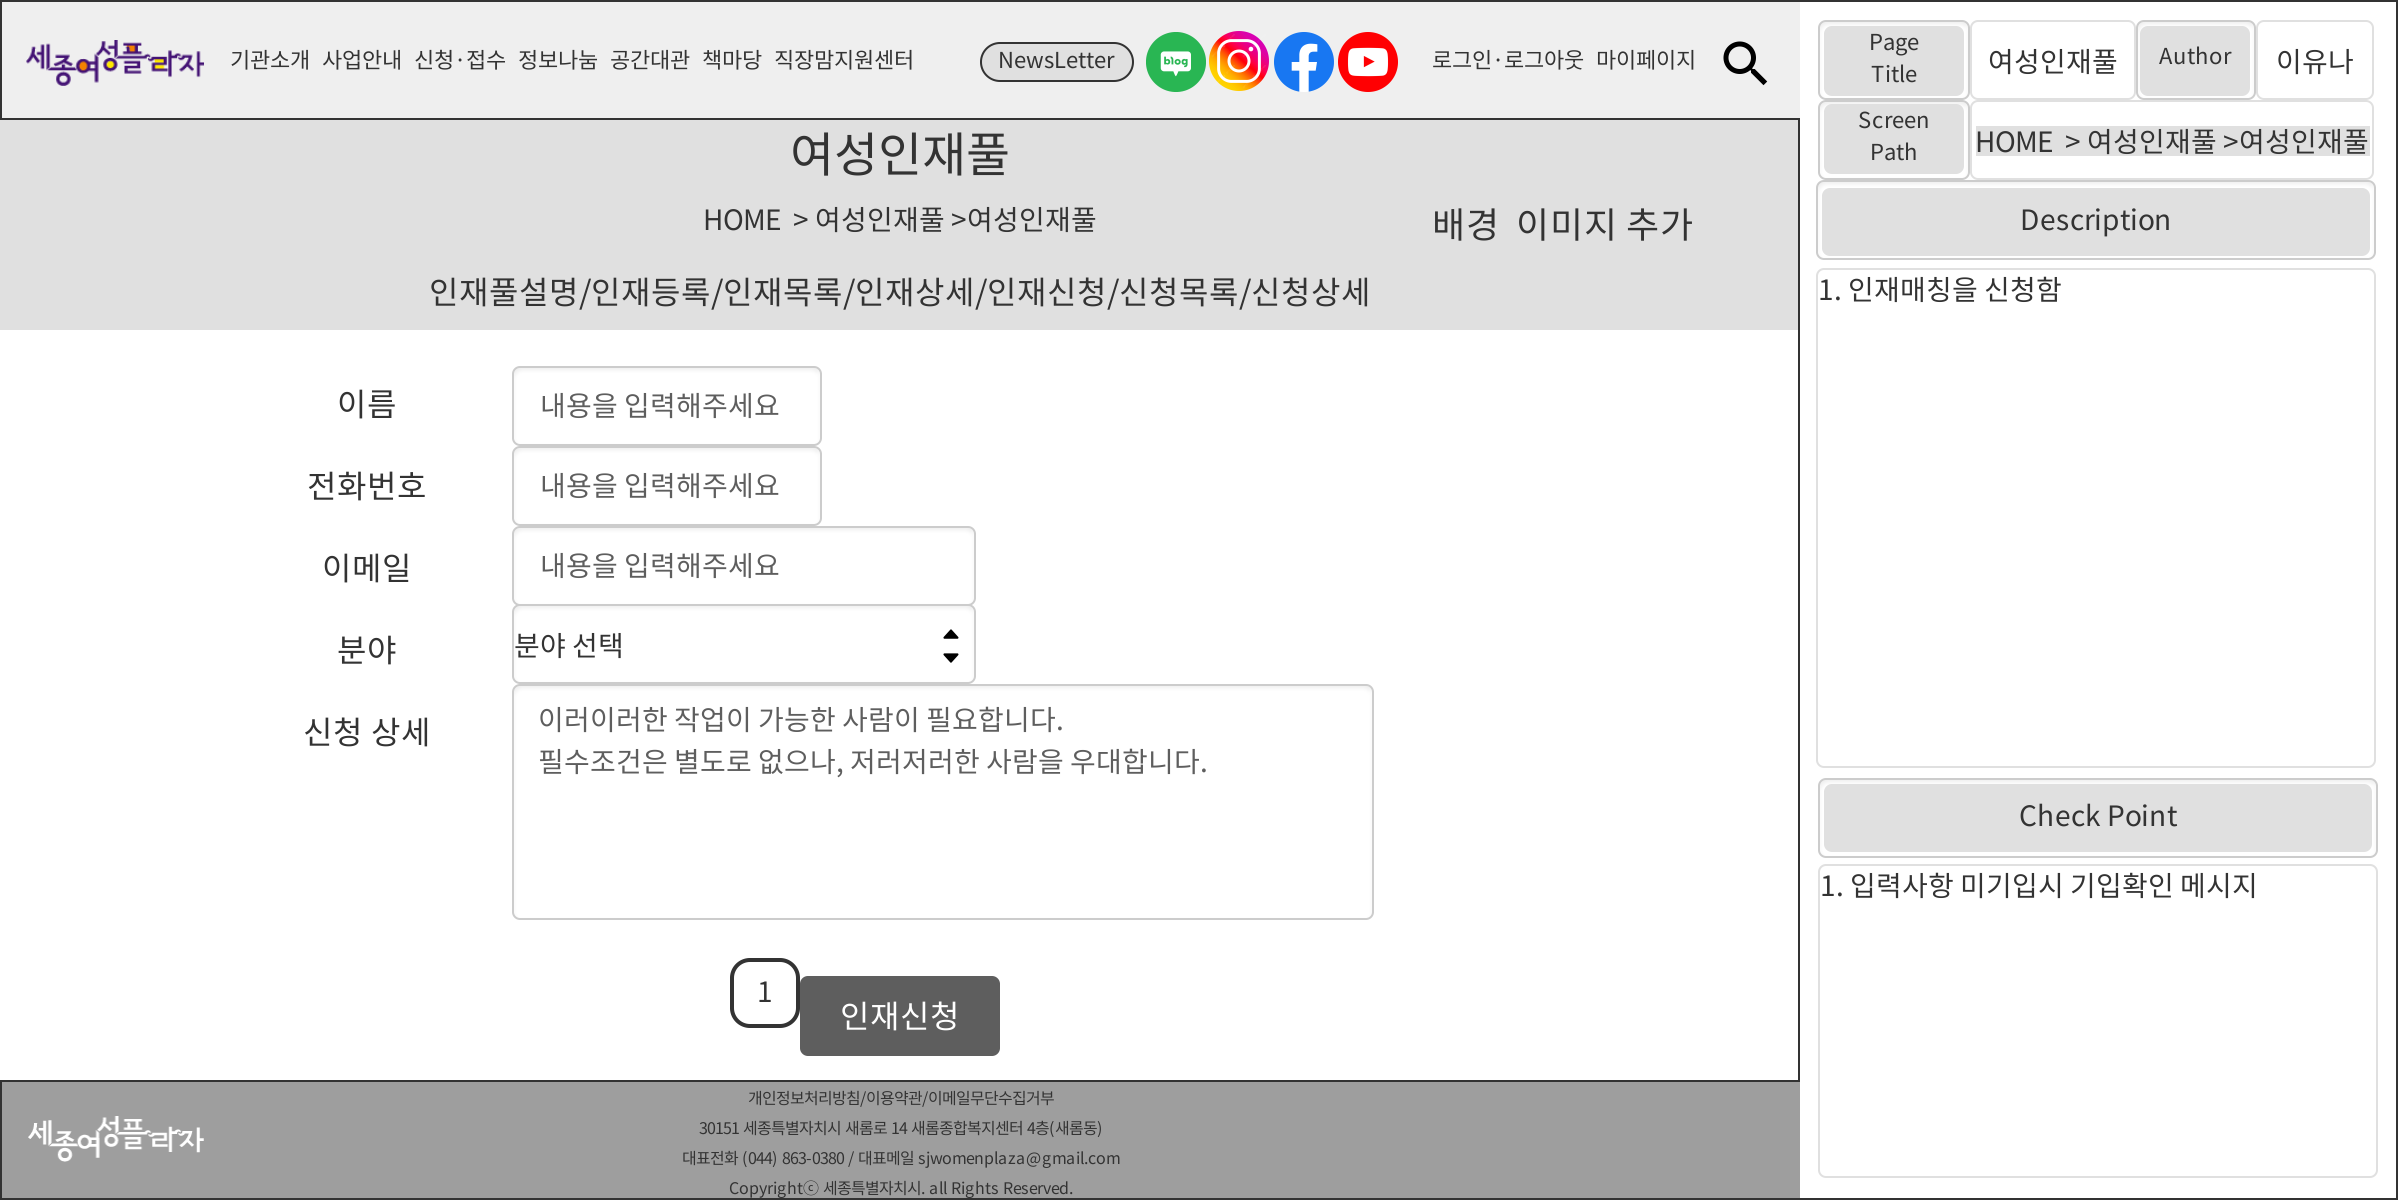 세종여성플라자 기관소개 사업안내 신청·접수 정보나눔 공간대관 책마당 직장맘지원센터 NewsLetter blog 로그인·로그아웃 마이페이지
여성인재풀
HOME > 여성인재풀 >여성인재풀
배경 이미지 추가
인재풀설명/인재등록/인재목록/인재상세/인재신청/신청목록/신청상세
이름 내용을 입력해주세요
전화번호 내용을 입력해주세요
이메일 내용을 입력해주세요
분야 분야 선택
신청 상세 이러이러한 작업이 가능한 사람이 필요합니다.
필수조건은 별도로 없으나, 저러저러한 사람을 우대합니다.
1
인재신청
세종여성플라자
개인정보처리방침/이용약관/이메일무단수집거부
30151 세종특별자치시 새롬로 14 새롬종합복지센터 4층(새롬동)
대표전화 (044) 863-0380 / 대표메일 sjwomenplaza@gmail.com
Copyrightⓒ 세종특별자치시. all Rights Reserved.
Page
Title
여성인재풀
Author
이유나
Screen
Path
HOME > 여성인재풀 >여성인재풀
Description
1. 인재매칭을 신청함
Check Point
1. 입력사항 미기입시 기입확인 메시지